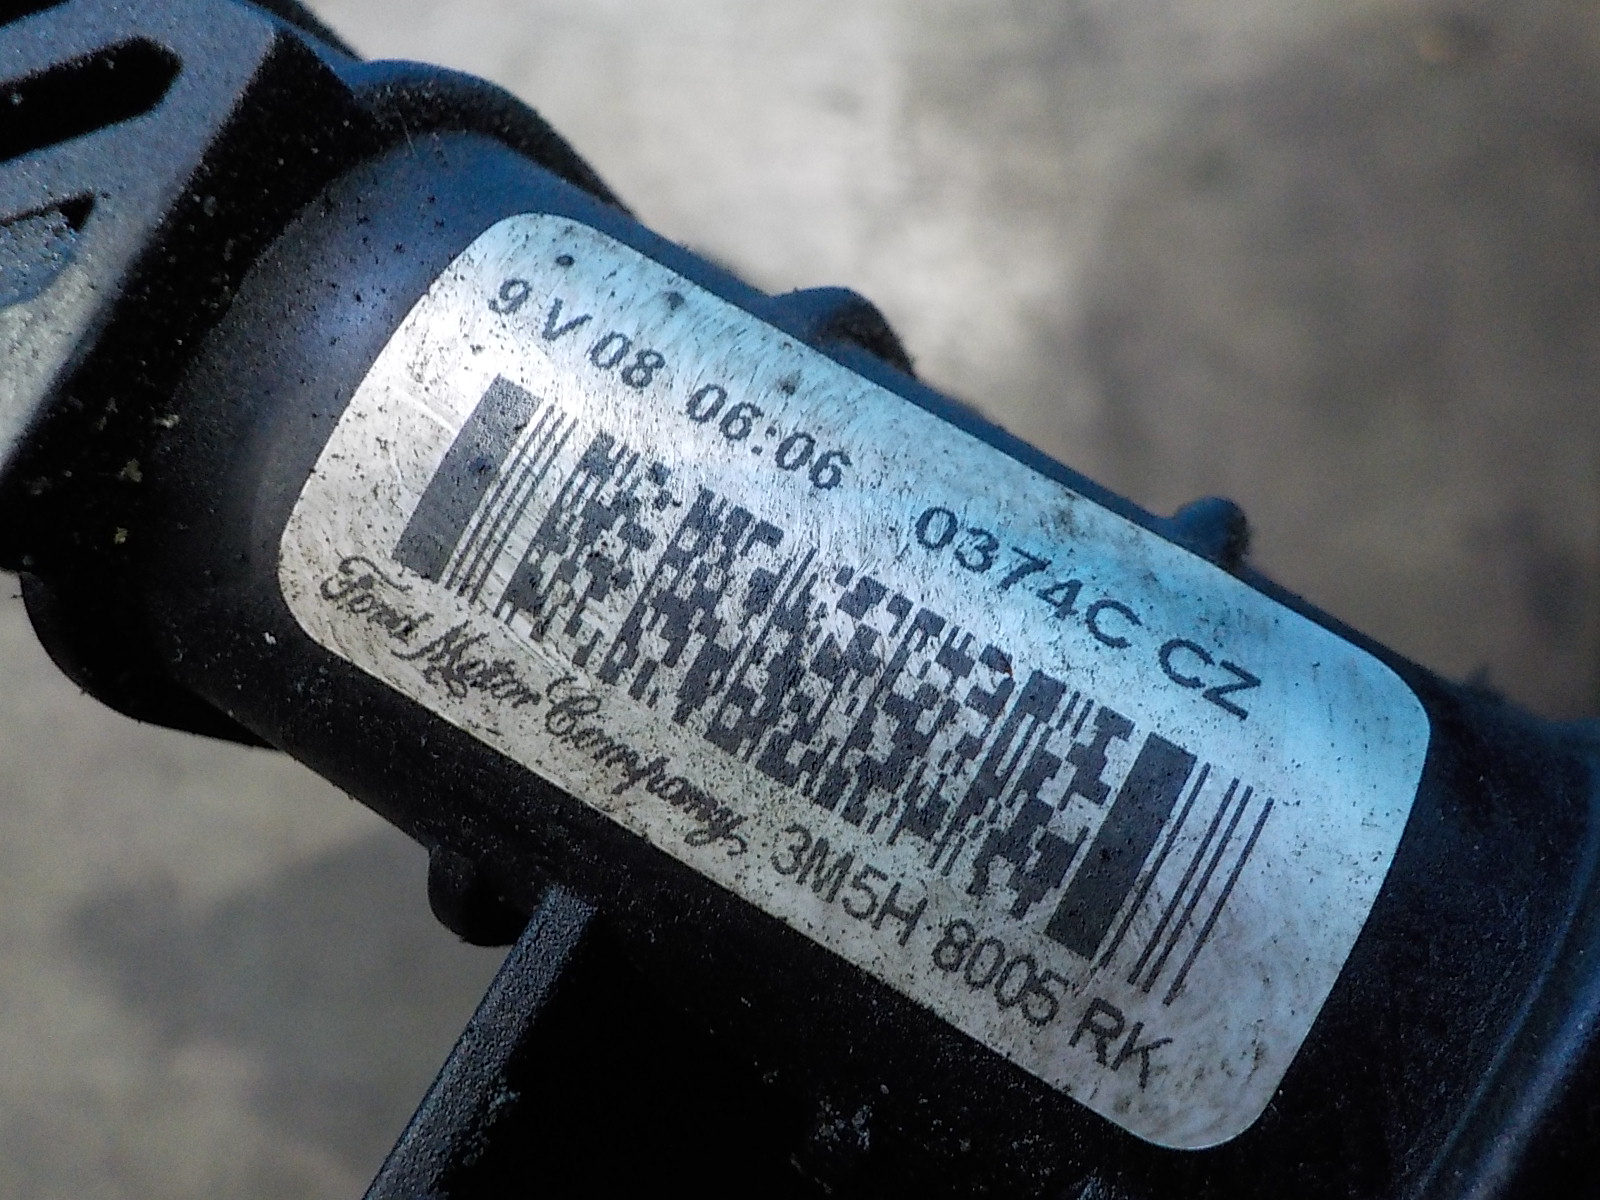 9 V 08 06:06 0374C CZ
Ford Motor Company, 3M5H 8005 RK